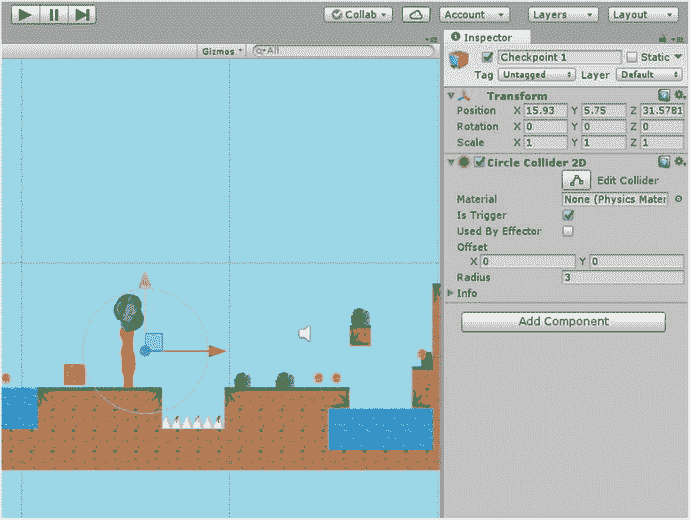 Collab Account Layers Layout
Inspector
Gizmos All
Checkpoint 1 Static
Tag Untagged Layer Default
Transform
Position X 15.93 Y 5.75 Z 31.5781
Rotation X 0 Y 0 Z 0
Scale X 1 Y 1 Z 1
Circle Collider 2D
Edit Collider
Material None (Physics Mater
Is Trigger
Used By Effector
Offset
X 0 Y 0
Radius 3
Info
Add Component